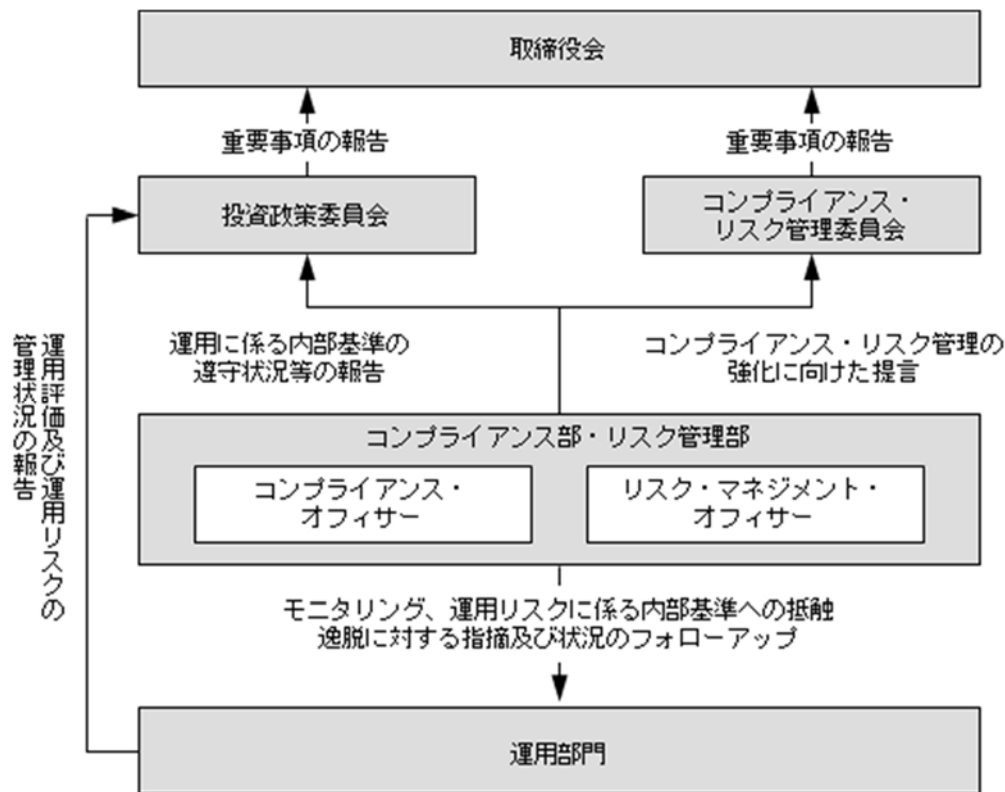 取締役会
重要事項の報告
重要事項の報告
投資政策委員会
コンプライアンス・
リスク管理委員会
運用に係る内部基準の
遵守状況等の報告
コンプライアンス・リスク管理の
強化に向けた提言
運用評価及び運用リスクの
管理状況の報告
コンプライアンス部・リスク管理部
コンプライアンス・
オフィサー
リスク・マネジメント・
オフィサー
モニタリング、運用リスクに係る内部基準への抵触
逸脱に対する指摘及び状況のフォローアップ
運用部門